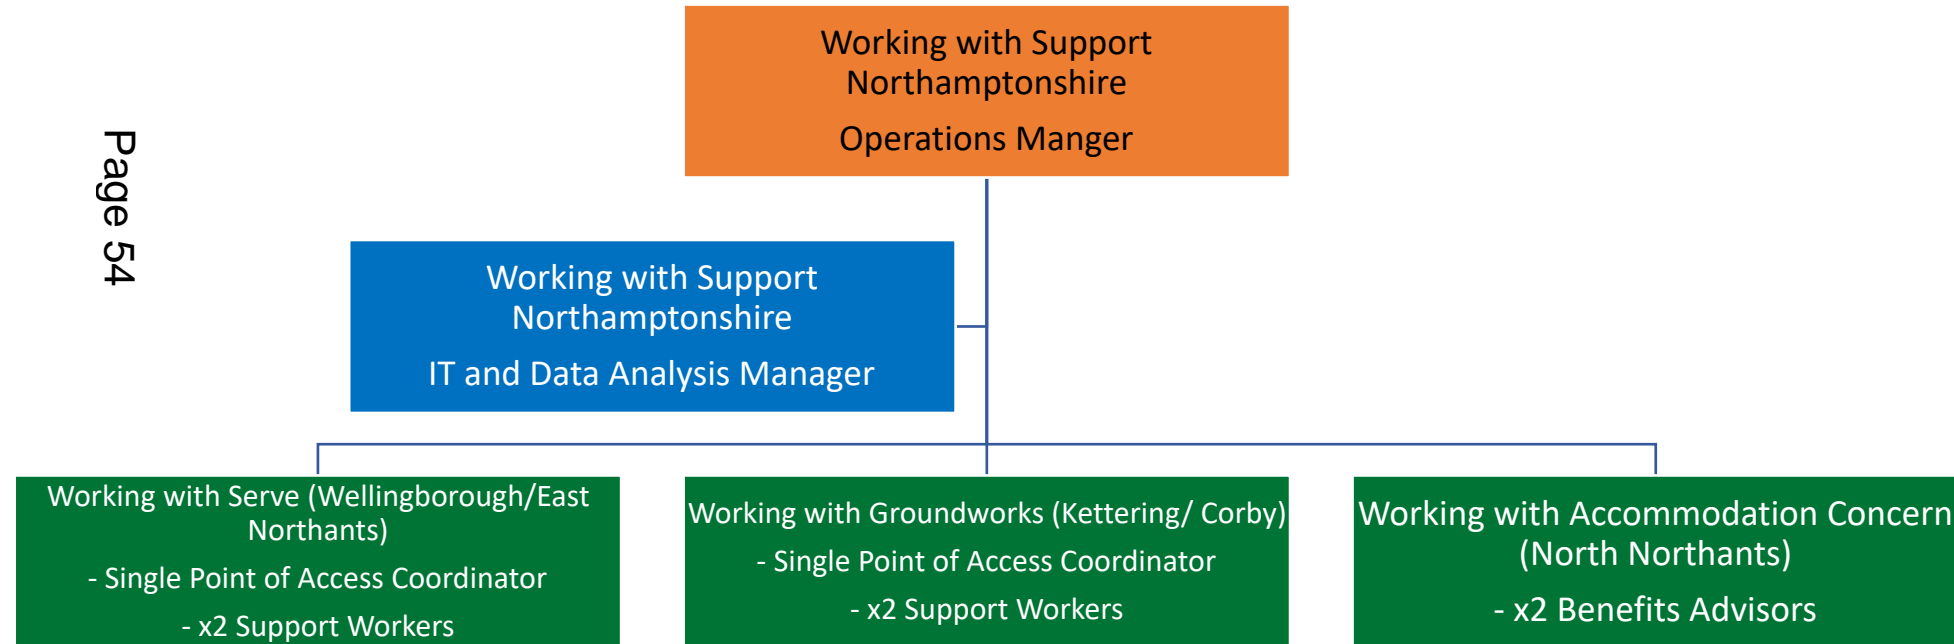 Working with Support
Northamptonshire
Operations Manger
Page 54
Working with Support
Northamptonshire
IT and Data Analysis Manager
Working with Serve (Wellingborough/East
Northants)
- Single Point of Access Coordinator
- x2 Support Workers
Working with Groundworks (Kettering/ Corby)
- Single Point of Access Coordinator
- x2 Support Workers
Working with Accommodation Concern
(North Northants)
- x2 Benefits Advisors